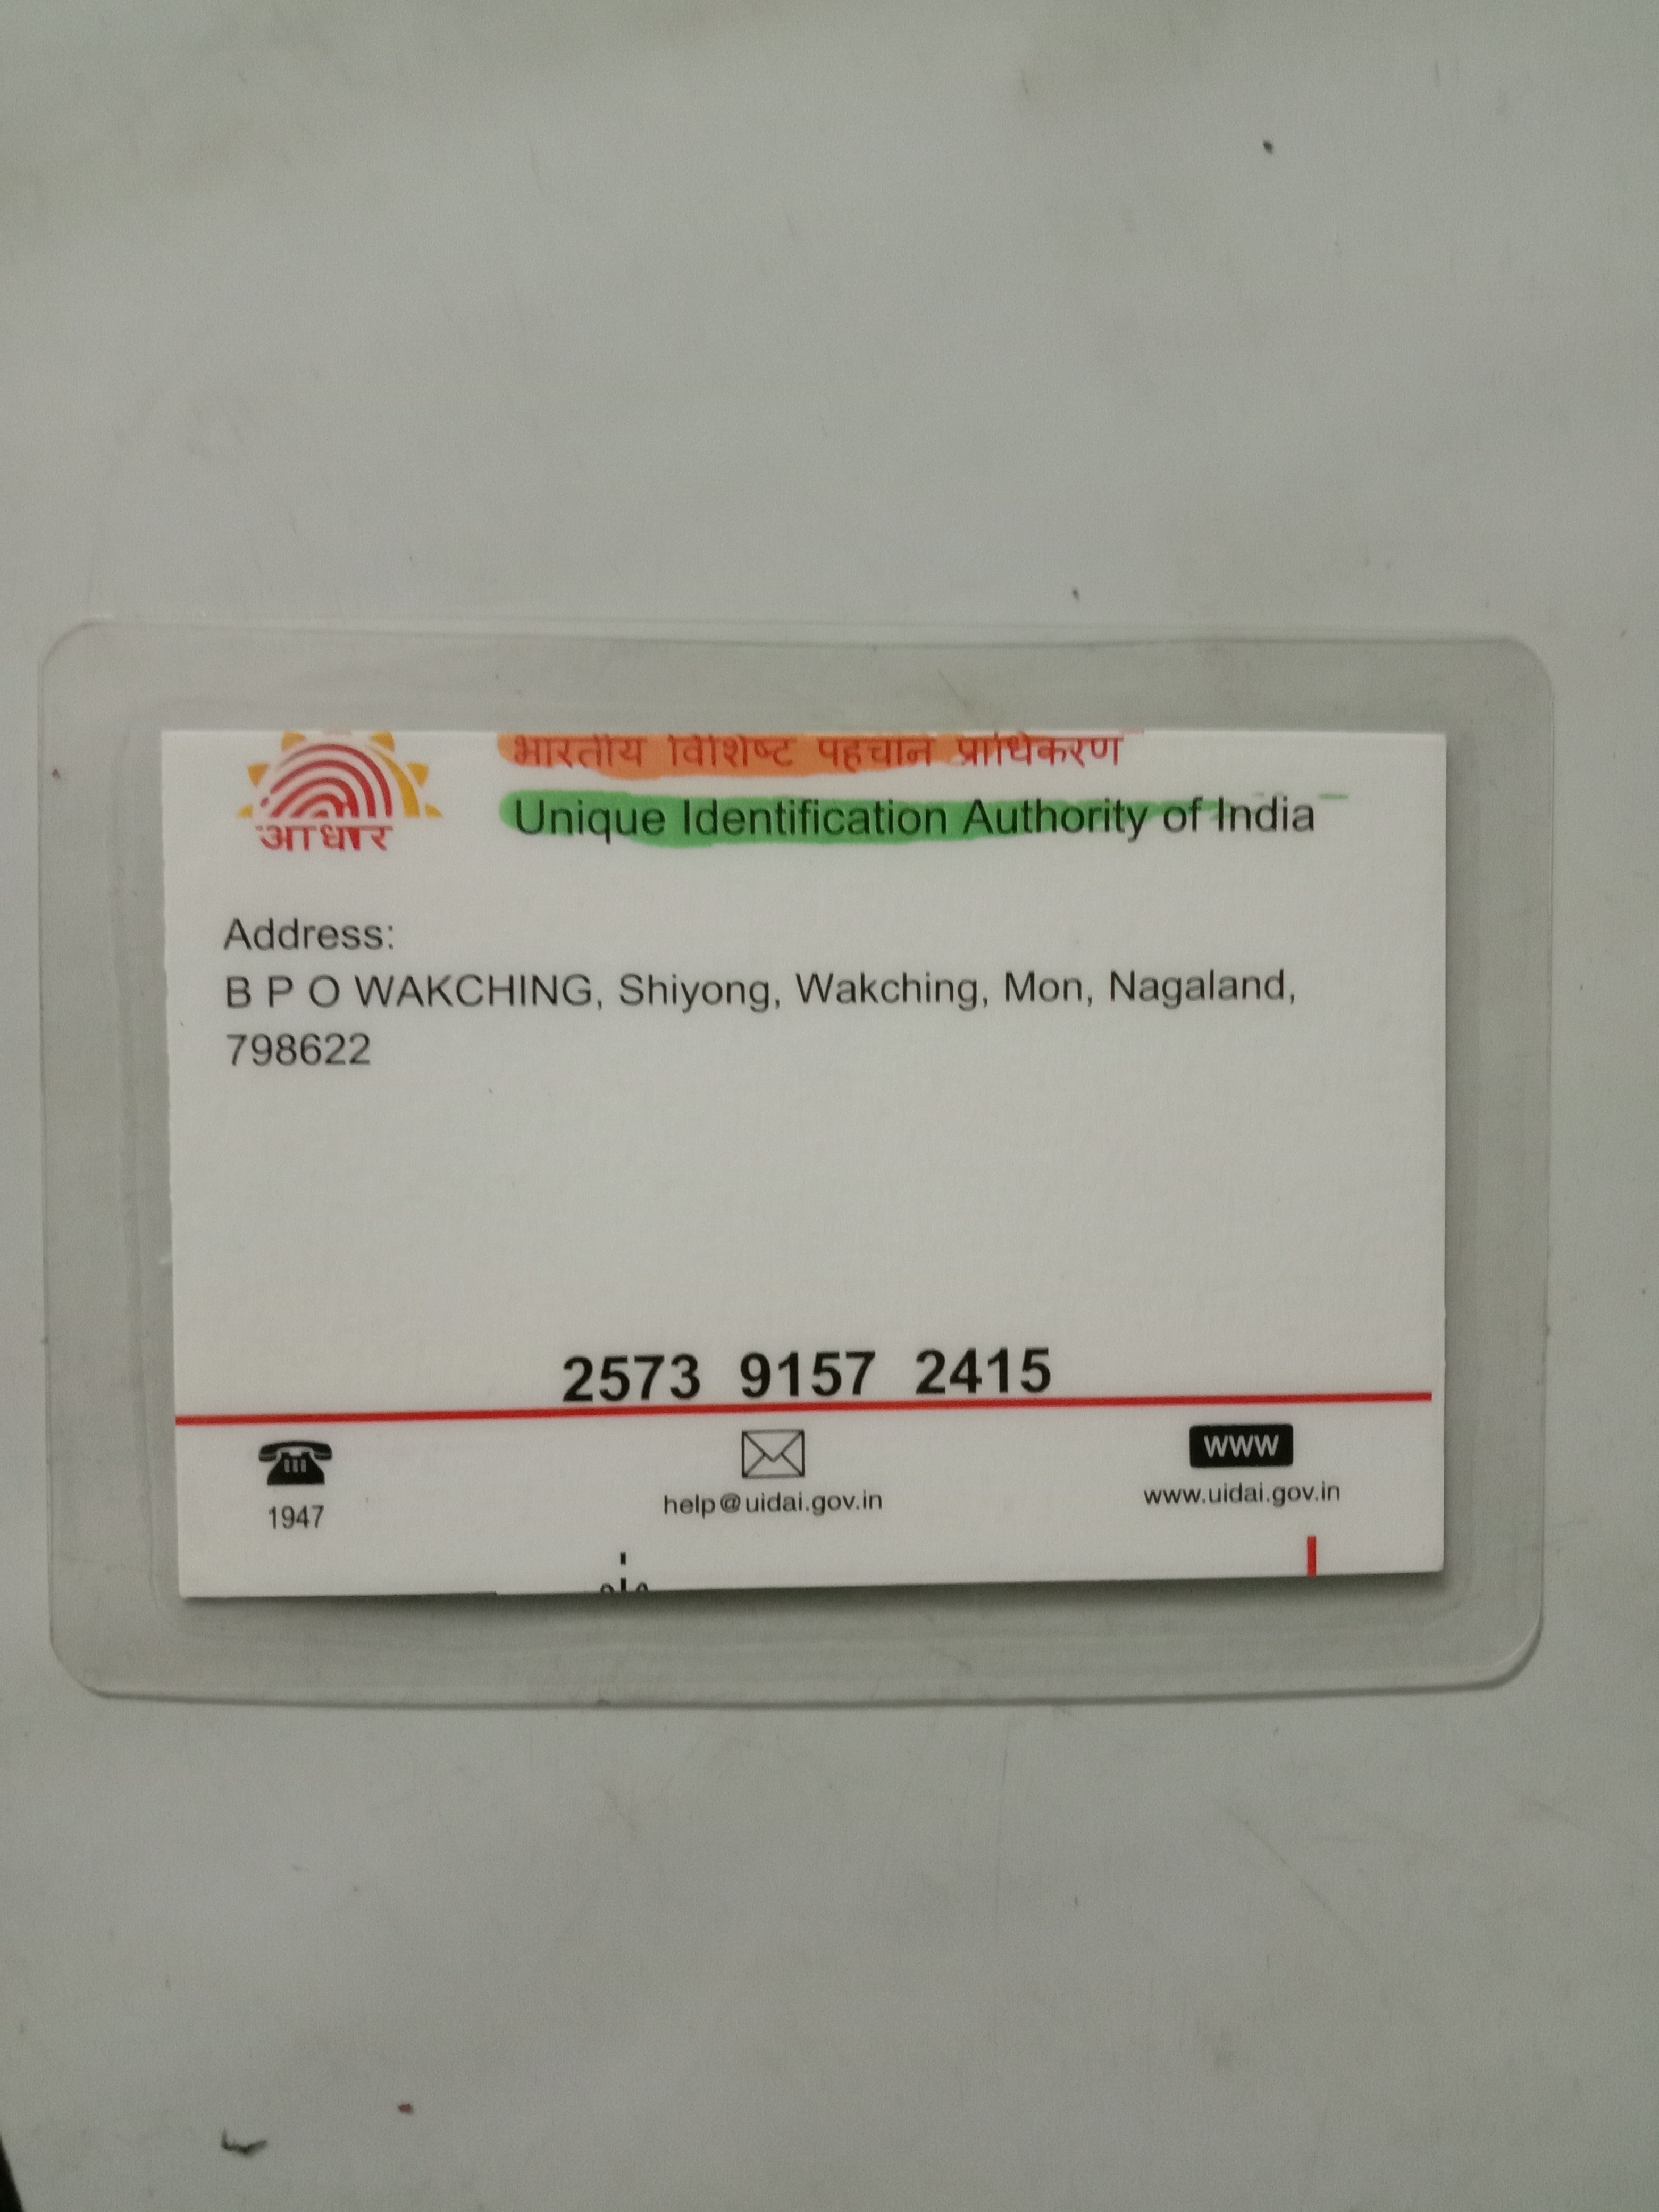 भारतीय विशिष्ट पहचान प्राधिकरण
आधार
Unique Identification Authority of India
Address:
B P O WAKCHING, Shiyong, Wakching, Mon, Nagaland,
798622
2573 9157 2415
WWW
1947
help@uidai.gov.in
www.uidai.gov.in